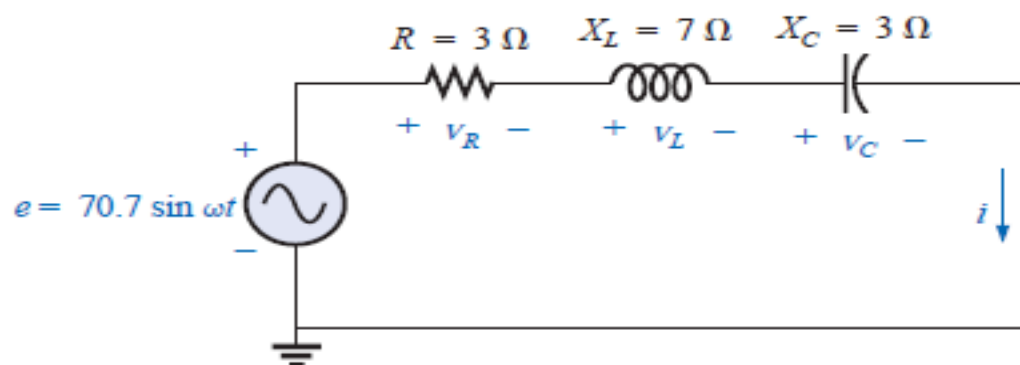 R = 3 Ω X_L = 7 Ω X_C = 3 Ω
+ v_R − + v_L − + v_C −
+
e = 70.7 sin ωt
i
−